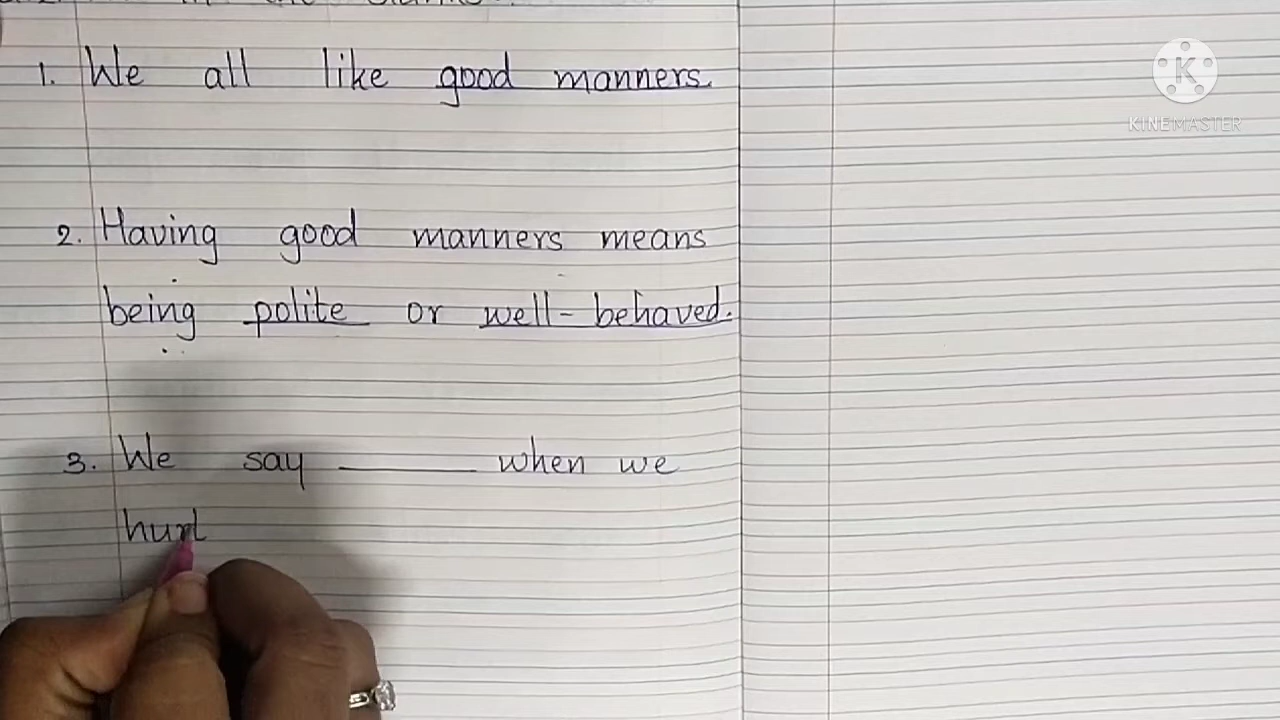 1. We all like good manners.
2. Having good manners means
being polite or well-behaved.
3. We say ______ when we
hurt
K
KINEMASTER